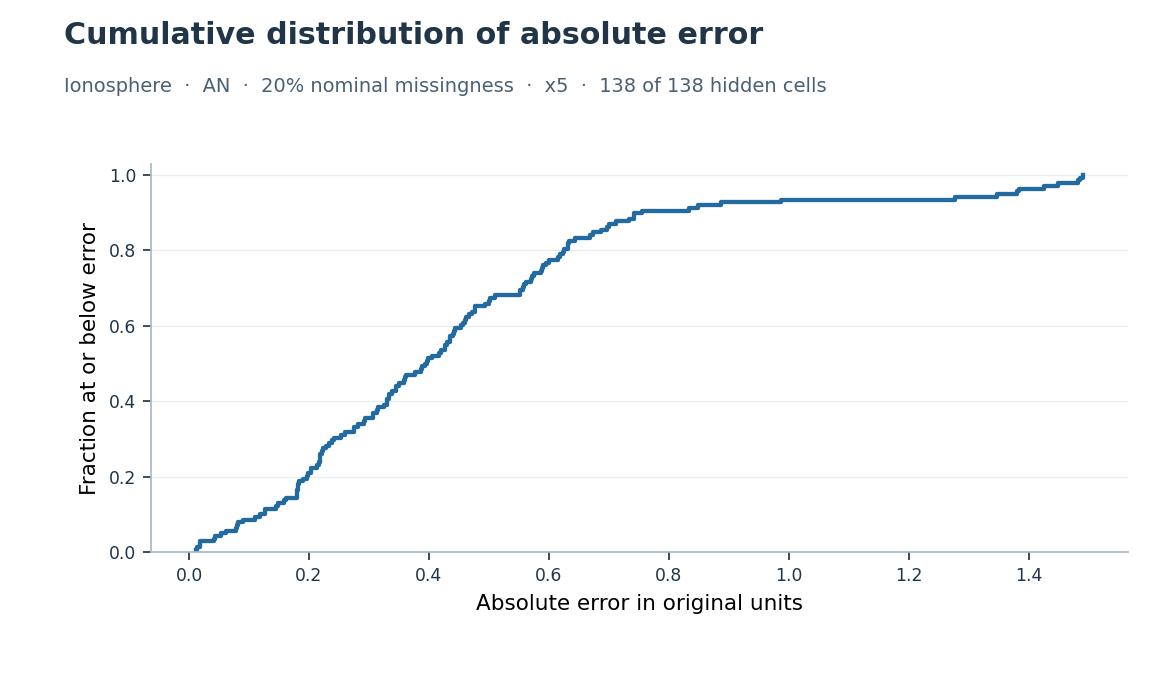 Cumulative distribution of absolute error
Ionosphere · AN · 20% nominal missingness · x5 · 138 of 138 hidden cells
1.0
0.8
0.6
0.4
0.2
0.0
Fraction at or below error
0.0 0.2 0.4 0.6 0.8 1.0 1.2 1.4
Absolute error in original units